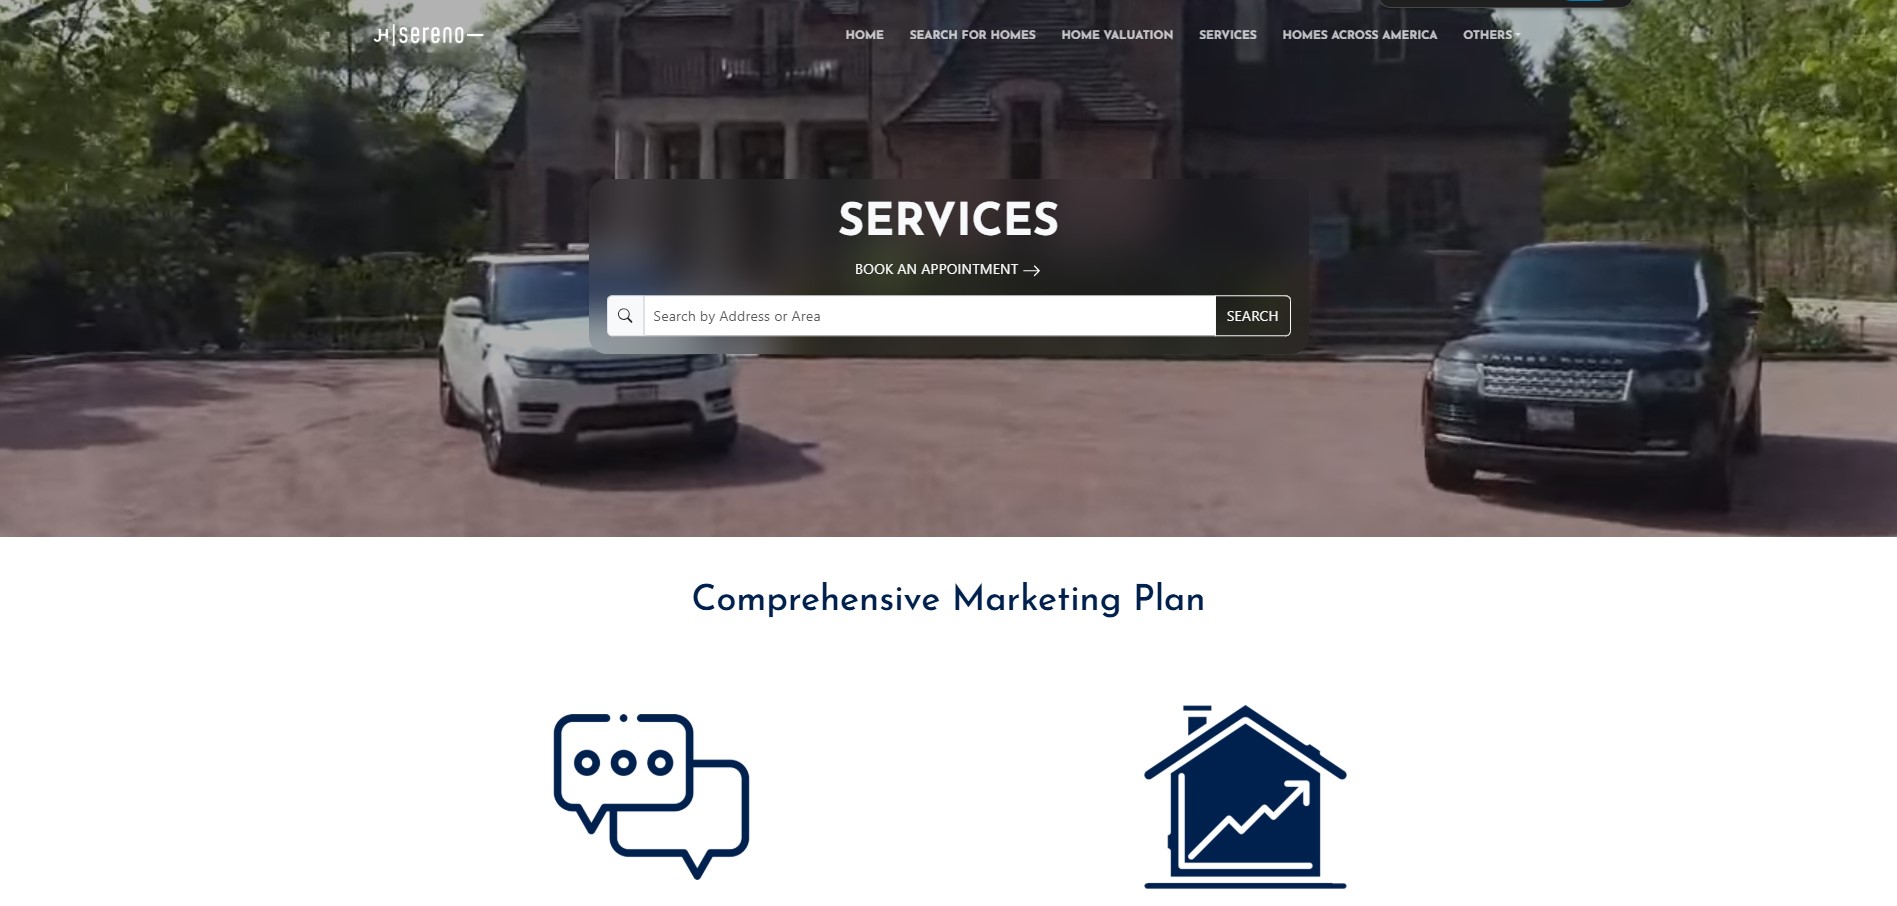 sereno
HOME SEARCH FOR HOMES HOME VALUATION SERVICES HOMES ACROSS AMERICA OTHERS
SERVICES
BOOK AN APPOINTMENT
Search by Address or Area
SEARCH
Comprehensive Marketing Plan